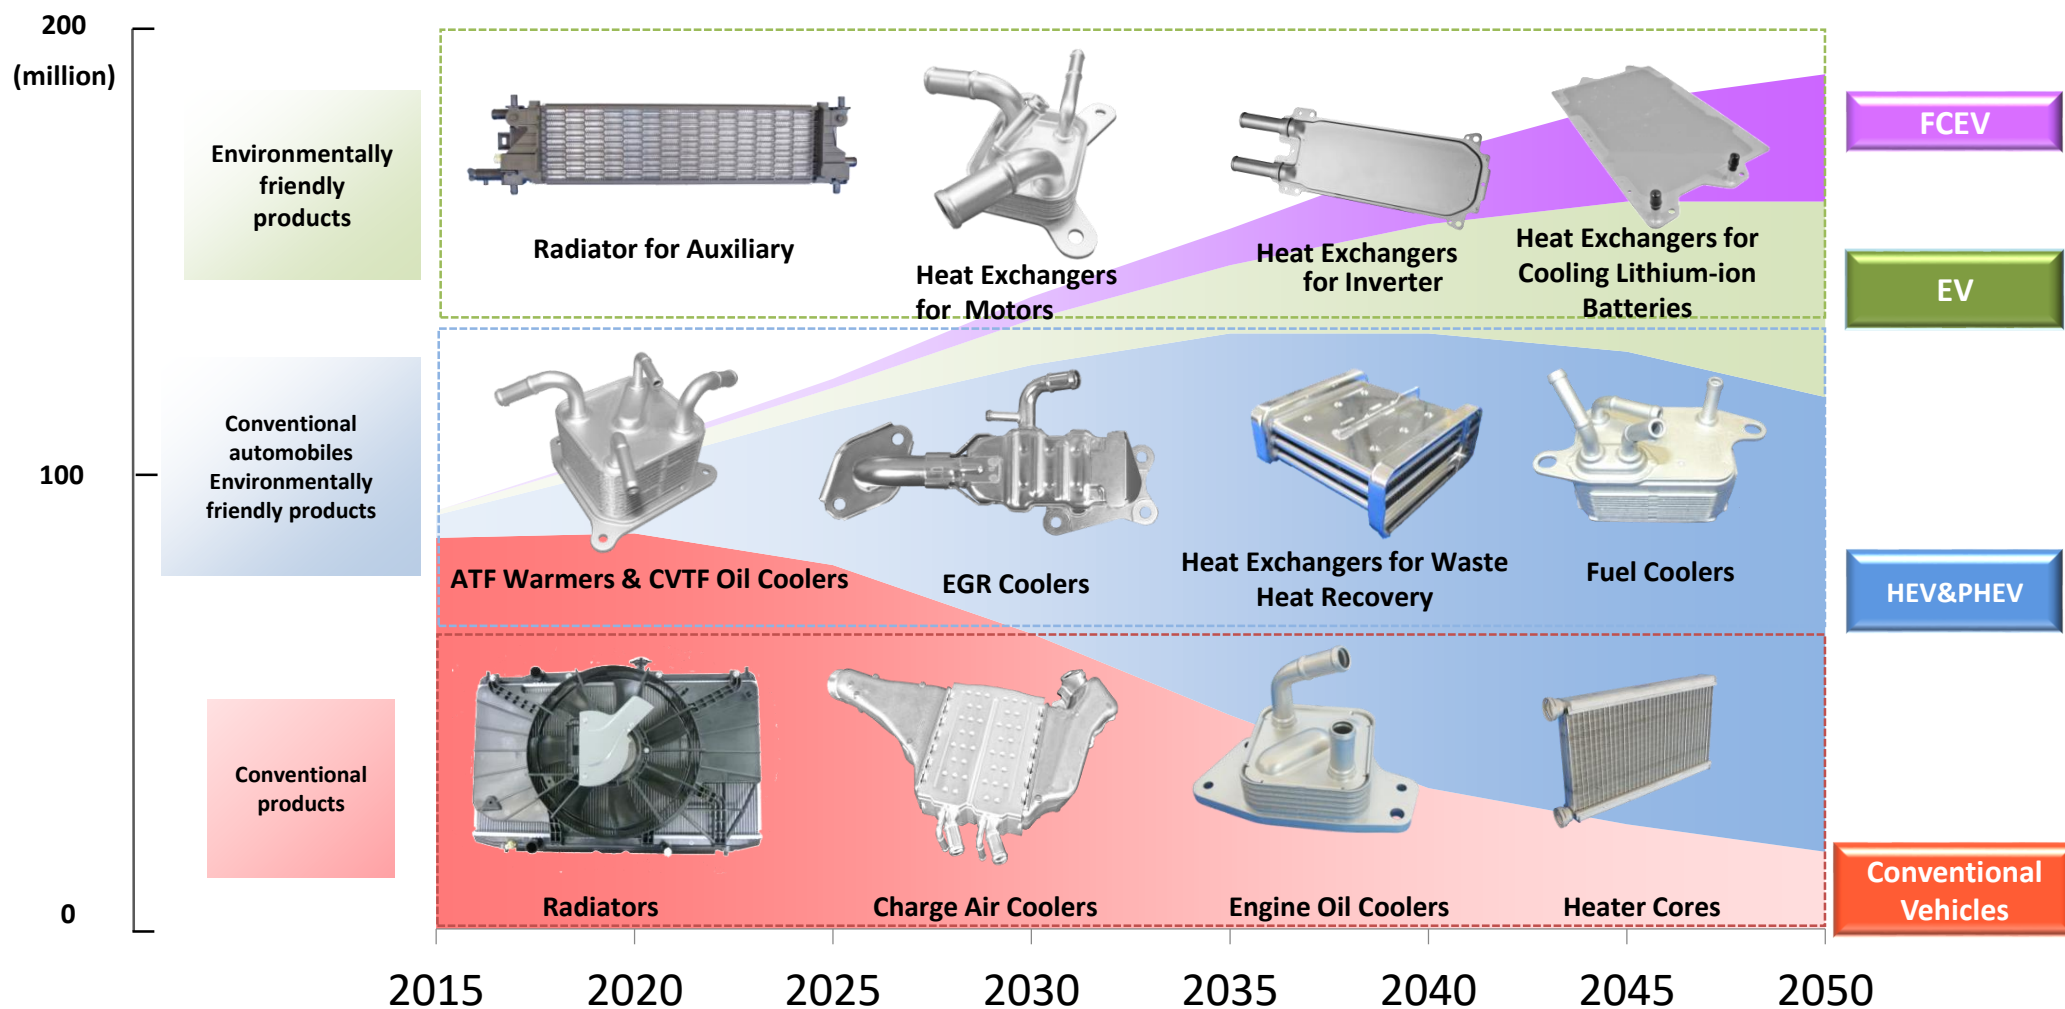 200
(million)
100
0
Environmentally
friendly
products
Conventional
automobiles
Environmentally
friendly products
Conventional
products
Radiator for Auxiliary
Heat Exchangers
for Motors
Heat Exchangers
for Inverter
Heat Exchangers for
Cooling Lithium-ion
Batteries
ATF Warmers & CVTF Oil Coolers
EGR Coolers
Heat Exchangers for Waste
Heat Recovery
Fuel Coolers
Radiators
Charge Air Coolers
Engine Oil Coolers
Heater Cores
FCEV
EV
HEV&PHEV
Conventional
Vehicles
2015
2020
2025
2030
2035
2040
2045
2050